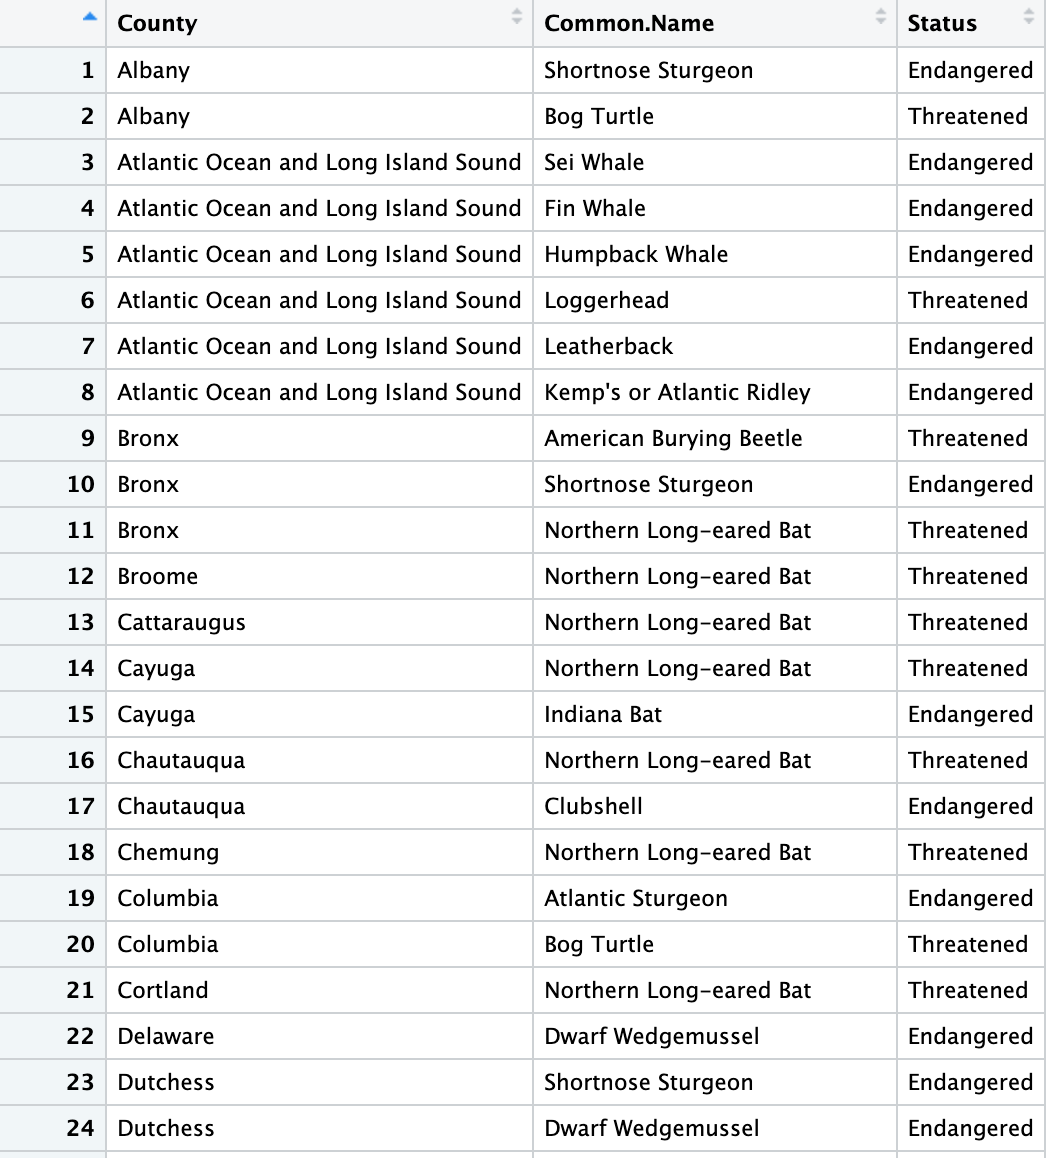 County Common.Name Status
1 Albany Shortnose Sturgeon Endangered
2 Albany Bog Turtle Threatened
3 Atlantic Ocean and Long Island Sound Sei Whale Endangered
4 Atlantic Ocean and Long Island Sound Fin Whale Endangered
5 Atlantic Ocean and Long Island Sound Humpback Whale Endangered
6 Atlantic Ocean and Long Island Sound Loggerhead Threatened
7 Atlantic Ocean and Long Island Sound Leatherback Endangered
8 Atlantic Ocean and Long Island Sound Kemp's or Atlantic Ridley Endangered
9 Bronx American Burying Beetle Threatened
10 Bronx Shortnose Sturgeon Endangered
11 Bronx Northern Long-eared Bat Threatened
12 Broome Northern Long-eared Bat Threatened
13 Cattaraugus Northern Long-eared Bat Threatened
14 Cayuga Northern Long-eared Bat Threatened
15 Cayuga Indiana Bat Endangered
16 Chautauqua Northern Long-eared Bat Threatened
17 Chautauqua Clubshell Endangered
18 Chemung Northern Long-eared Bat Threatened
19 Columbia Atlantic Sturgeon Endangered
20 Columbia Bog Turtle Threatened
21 Cortland Northern Long-eared Bat Threatened
22 Delaware Dwarf Wedgemussel Endangered
23 Dutchess Shortnose Sturgeon Endangered
24 Dutchess Dwarf Wedgemussel Endangered